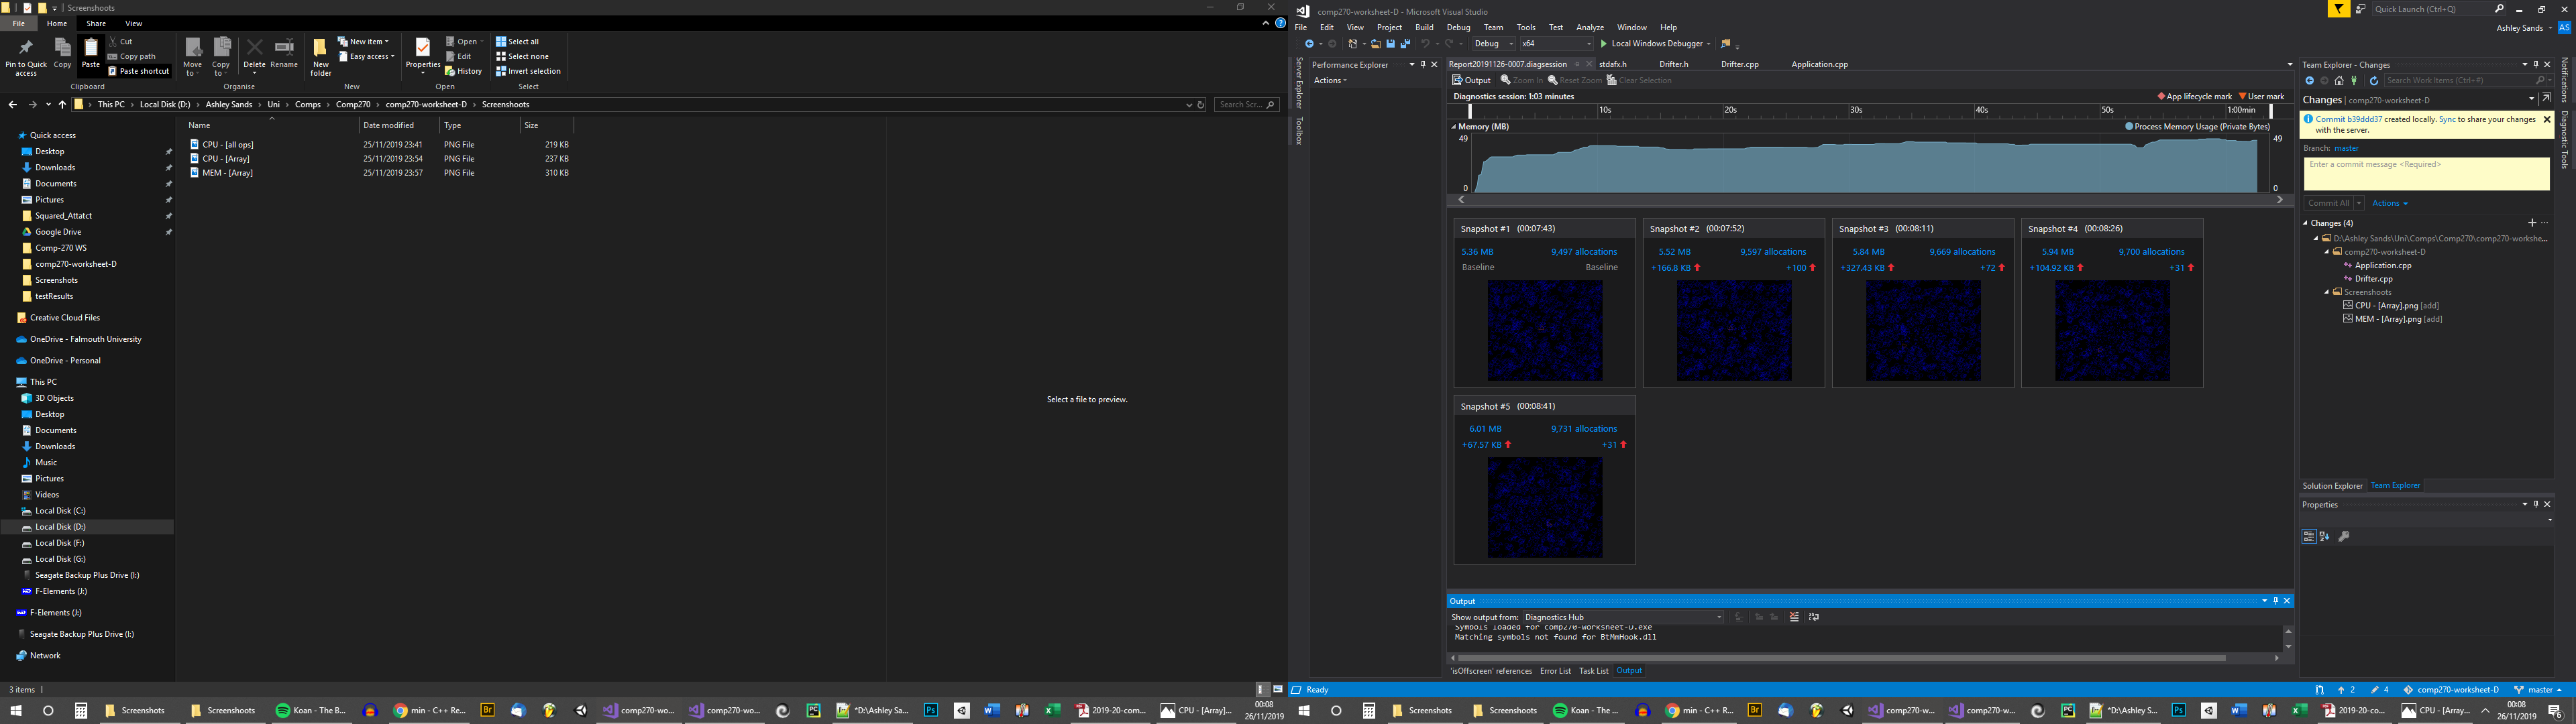 Screenshoots
File Home Share View
Pin to Quick access
Copy
Paste
Cut
Copy path
Paste shortcut
Clipboard
Move to
Copy to
Delete
Rename
Organise
New folder
New item
Easy access
New
Properties
Open
Edit
History
Open
Select all
Select none
Invert selection
Select
This PC > Local Disk (D:) > Ashley Sands > Uni > Comps > Comp270 > comp270-worksheet-D > Screenshoots
Search Scr...
Quick access
Desktop
Downloads
Documents
Pictures
Squared_Attatct
Google Drive
Comp-270 WS
comp270-worksheet-D
Screenshots
testResults
Creative Cloud Files
OneDrive - Falmouth University
OneDrive - Personal
This PC
3D Objects
Desktop
Documents
Downloads
Music
Pictures
Videos
Local Disk (C:)
Local Disk (D:)
Local Disk (F:)
Local Disk (G:)
Seagate Backup Plus Drive (I:)
F-Elements (J:)
F-Elements (J:)
Seagate Backup Plus Drive (I:)
Network
Name Date modified Type Size
CPU - [all ops] 25/11/2019 23:41 PNG File 219 KB
CPU - [Array] 25/11/2019 23:54 PNG File 237 KB
MEM - [Array] 25/11/2019 23:57 PNG File 310 KB
Select a file to preview.
3 items
comp270-worksheet-D - Microsoft Visual Studio
Quick Launch (Ctrl+Q)
File Edit View Project Build Debug Team Tools Test Analyze Window Help
Ashley Sands AS
Debug x64 Local Windows Debugger
Server Explorer
Toolbox
Performance Explorer
Actions
Report20191126-0007.diagsession stdafx.h Drifter.h Drifter.cpp Application.cpp
Output Zoom In Reset Zoom Clear Selection
Diagnostics session: 1:03 minutes
App lifecycle mark User mark
10s 20s 30s 40s 50s 1:00min
Memory (MB)
Process Memory Usage (Private Bytes)
49 49
0 0
Snapshot #1 (00:07:43)
5.36 MB 9,497 allocations
Baseline Baseline
Snapshot #2 (00:07:52)
5.52 MB 9,597 allocations
+166.8 KB +100
Snapshot #3 (00:08:11)
5.84 MB 9,669 allocations
+327.43 KB +72
Snapshot #4 (00:08:26)
5.94 MB 9,700 allocations
+104.92 KB +31
Snapshot #5 (00:08:41)
6.01 MB 9,731 allocations
+67.57 KB +31
Output
Show output from: Diagnostics Hub
Symbols loaded for comp270-worksheet-D.exe
Matching symbols not found for BtMmHook.dll
'isOffscreen' references Error List Task List Output
Team Explorer - Changes
Search Work Items (Ctrl+#)
Changes | comp270-worksheet-D
Commit b39ddd37 created locally. Sync to share your changes
with the server.
Branch: master
Enter a commit message <Required>
Commit All Actions
Changes (4)
D:\Ashley Sands\Uni\Comps\Comp270\comp270-workshe...
comp270-worksheet-D
Application.cpp
Drifter.cpp
Screenshoots
CPU - [Array].png [add]
MEM - [Array].png [add]
Solution Explorer Team Explorer
Properties
Notifications
Diagnostic Tools
Ready
2 4 comp270-worksheet-D master
Screenshots Screenshoots Koan - The B... min - C++ Re... comp270-wo... comp270-wo... *D:\Ashley Sa... 2019-20-com... CPU - [Array]... 00:08
26/11/2019
Screenshots Screenshoots Koan - The ... min - C++ R... comp270-w... comp270-w... *D:\Ashley S... 2019-20-co... CPU - [Array... 00:08
26/11/2019